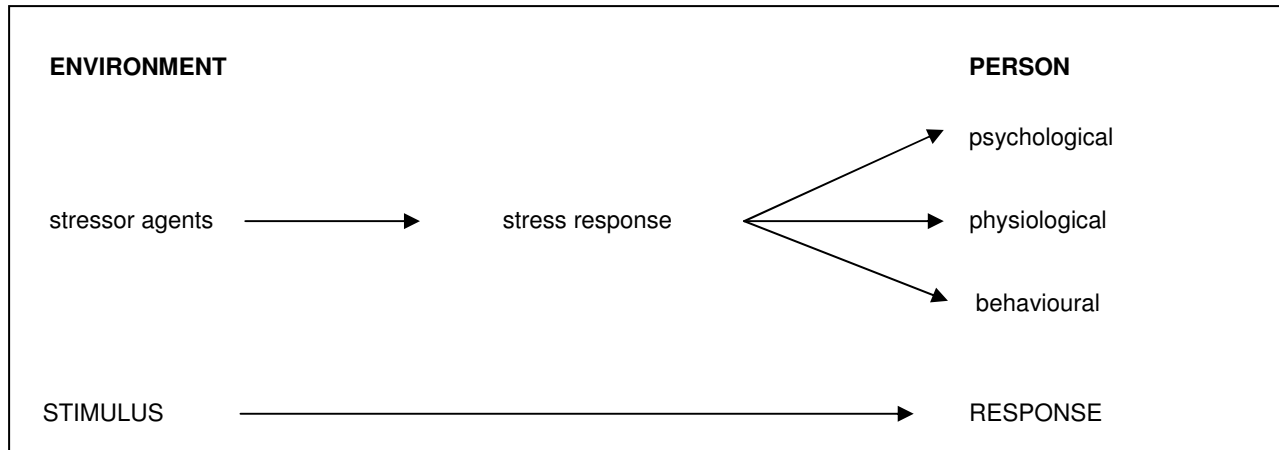 ENVIRONMENT PERSON
psychological
stressor agents stress response physiological
behavioural
STIMULUS RESPONSE